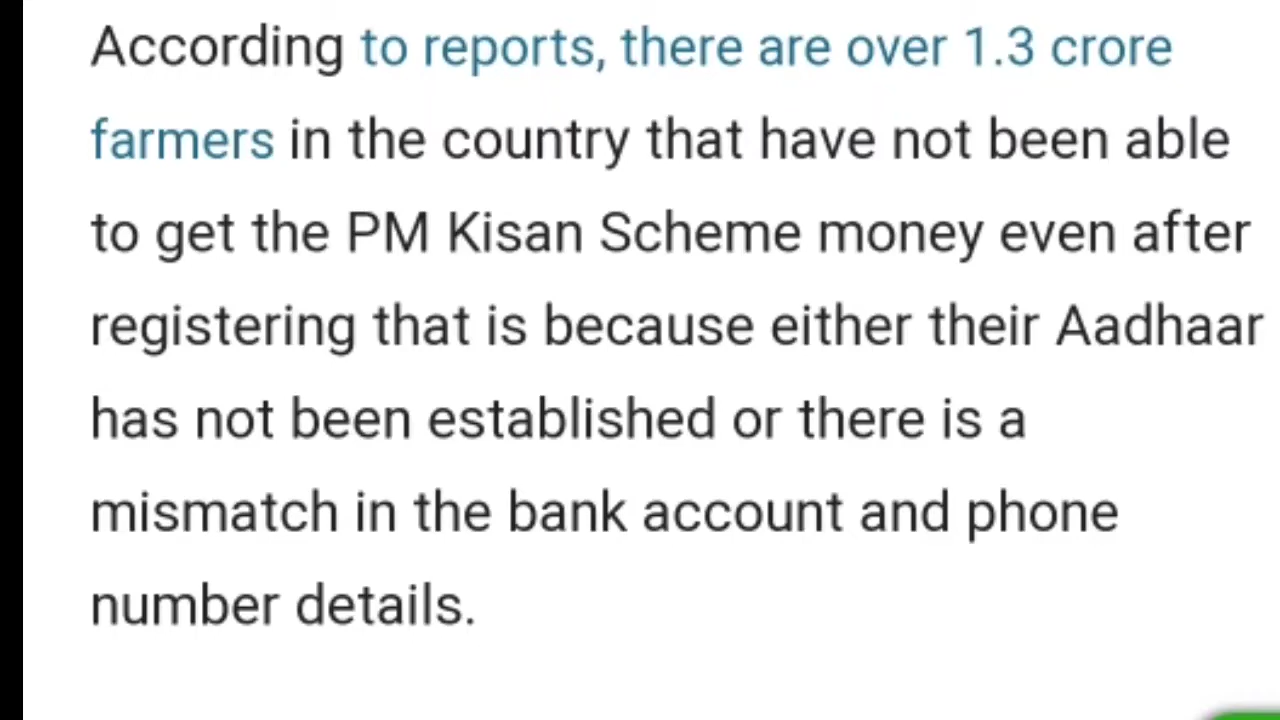 According to reports, there are over 1.3 crore
farmers in the country that have not been able
to get the PM Kisan Scheme money even after
registering that is because either their Aadhaar
has not been established or there is a
mismatch in the bank account and phone
number details.